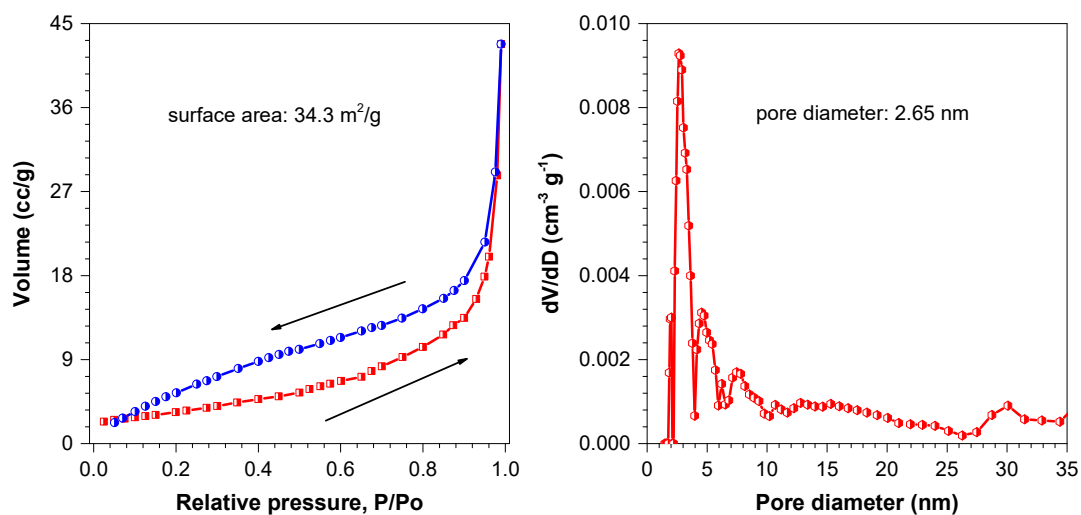 45
36
27
18
9
0
Volume (cc/g)
surface area: 34.3 m²/g
0.0 0.2 0.4 0.6 0.8 1.0
Relative pressure, P/Po
0.010
0.008
0.006
0.004
0.002
0.000
dV/dD (cm⁻³ g⁻¹)
pore diameter: 2.65 nm
0 5 10 15 20 25 30 35
Pore diameter (nm)